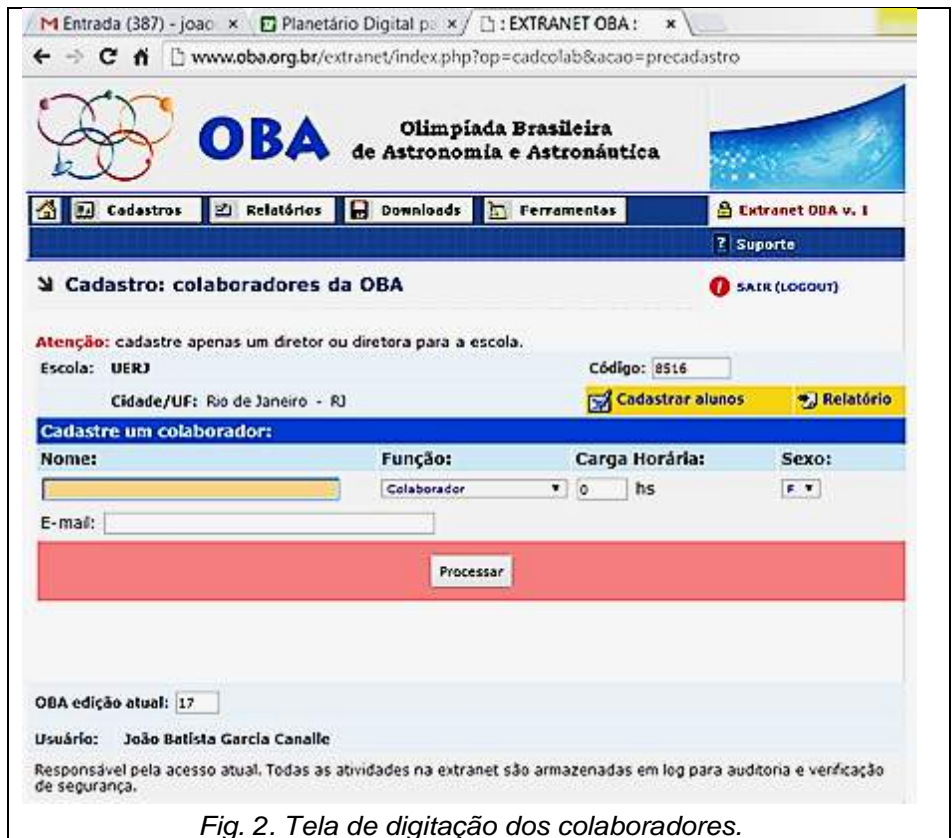 Entrada (387) - joao × Planetário Digital pa × : EXTRANET OBA : ×
www.oba.org.br/extranet/index.php?op=cadcolab&acao=precadastro
OBA Olimpíada Brasileira
de Astronomia e Astronáutica
Cadastros Relatórios Downloads Ferramentas Extranet OBA v. 1
? Suporte
Cadastro: colaboradores da OBA SAIR (LOGOUT)
Atenção: cadastre apenas um diretor ou diretora para a escola.
Escola: UERJ Código: 8516
Cidade/UF: Rio de Janeiro - RJ Cadastrar alunos Relatório
Cadastre um colaborador:
Nome: Função: Carga Horária: Sexo:
Colaborador 0 hs F
E-mail:
Processar
OBA edição atual: 17
Usuário: João Batista Garcia Canalle
Responsável pela acesso atual. Todas as atividades na extranet são armazenadas em log para auditoria e verificação
de segurança.
Fig. 2. Tela de digitação dos colaboradores.